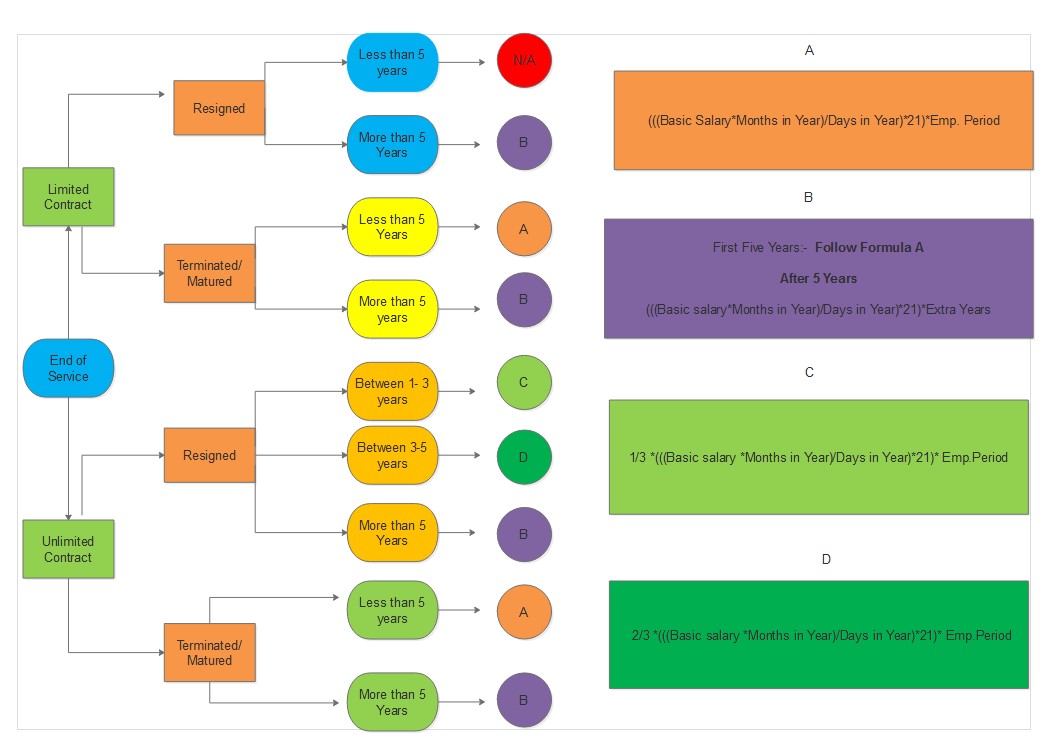 Less than 5
years
N/A
Resigned
More than 5
Years
B
Limited
Contract
Less than 5
Years
A
Terminated/
Matured
More than 5
years
B
End of
Service
Between 1- 3
years
C
Resigned
Between 3-5
years
D
More than 5
Years
B
Unlimited
Contract
Less than 5
years
A
Terminated/
Matured
More than 5
Years
B
A
(((Basic Salary*Months in Year)/Days in Year)*21)*Emp. Period
B
First Five Years:- Follow Formula A
After 5 Years
(((Basic salary*Months in Year)/Days in Year)*21)*Extra Years
C
1/3 *(((Basic salary *Months in Year)/Days in Year)*21)* Emp.Period
D
2/3 *(((Basic salary *Months in Year)/Days in Year)*21)* Emp.Period